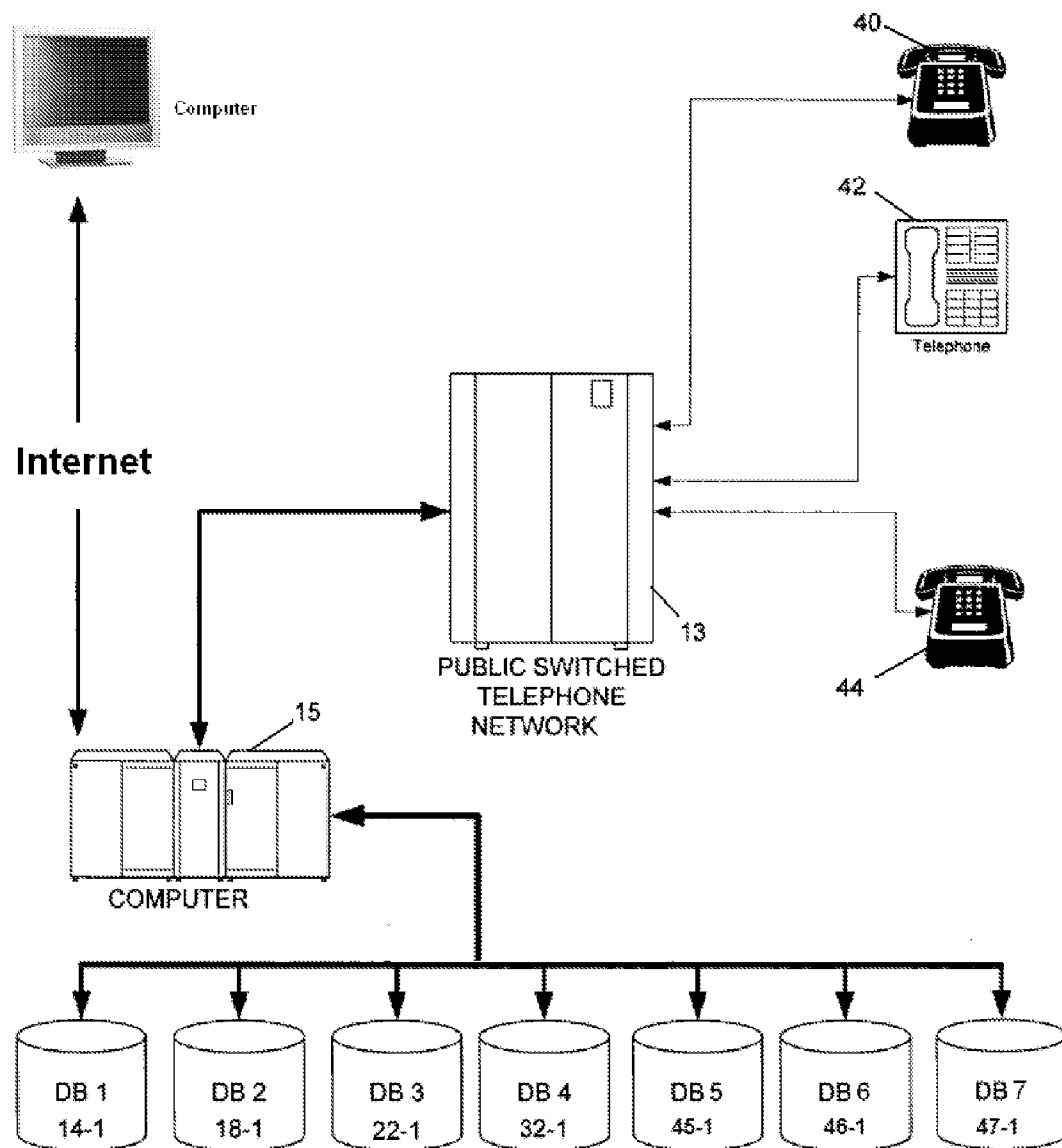 40
Computer
42
Telephone
Internet
13
PUBLIC SWITCHED
TELEPHONE
NETWORK
44
15
COMPUTER
DB 1
14-1
DB 2
18-1
DB 3
22-1
DB 4
32-1
DB 5
45-1
DB 6
46-1
DB 7
47-1